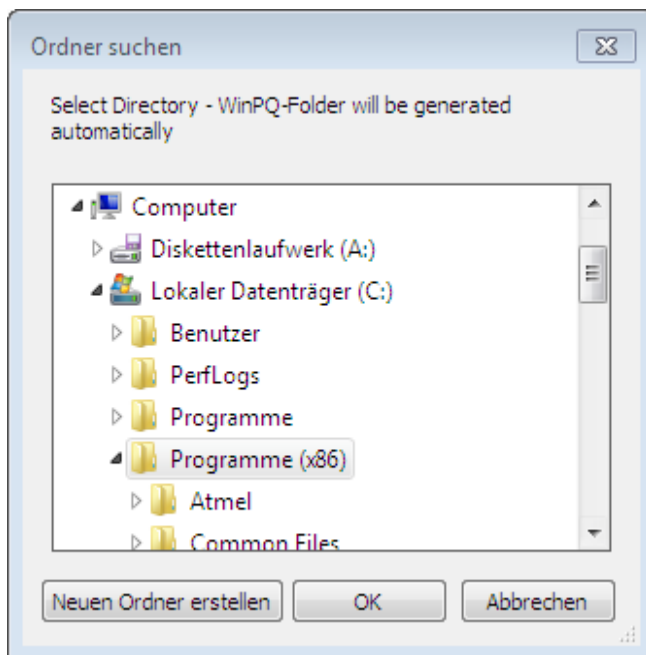 Ordner suchen
Select Directory - WinPQ-Folder will be generated
automatically
Computer
Diskettenlaufwerk (A:)
Lokaler Datenträger (C:)
Benutzer
PerfLogs
Programme
Programme (x86)
Atmel
Common Files
Neuen Ordner erstellen OK Abbrechen